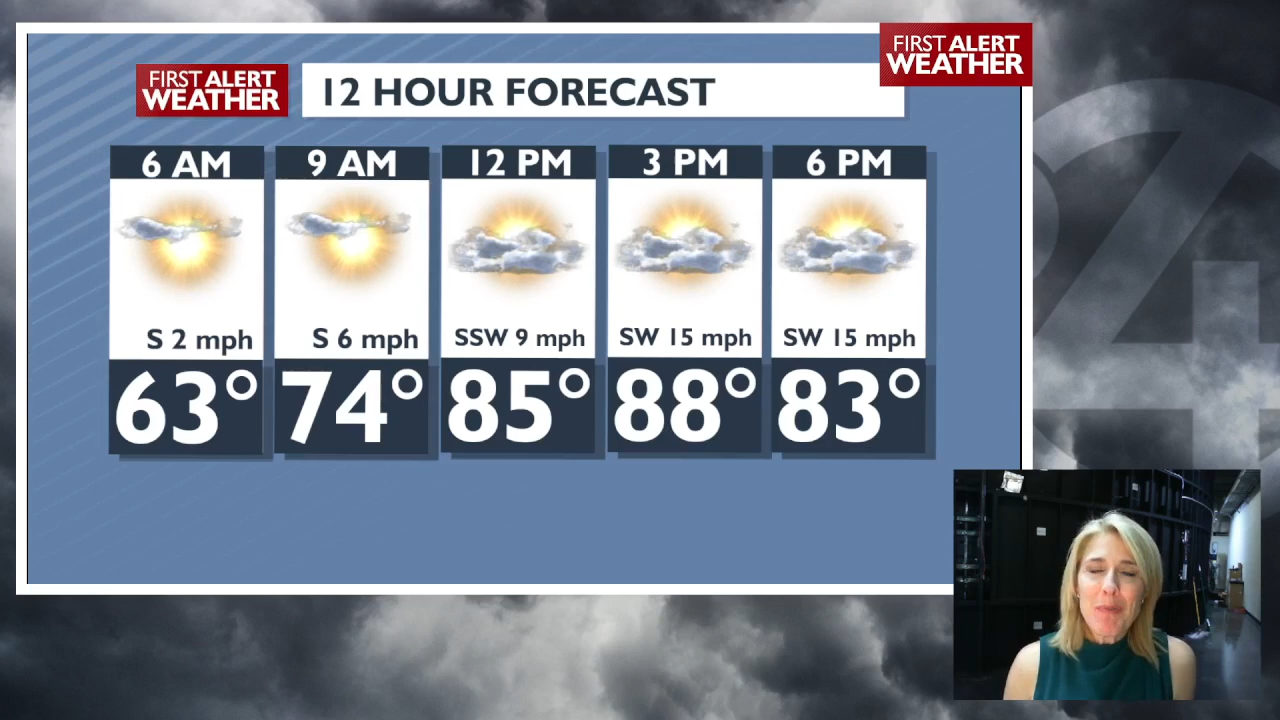 FIRST ALERT
WEATHER
12 HOUR FORECAST
FIRST ALERT
WEATHER
6 AM
S 2 mph
63°
9 AM
S 6 mph
74°
12 PM
SSW 9 mph
85°
3 PM
SW 15 mph
88°
6 PM
SW 15 mph
83°
24